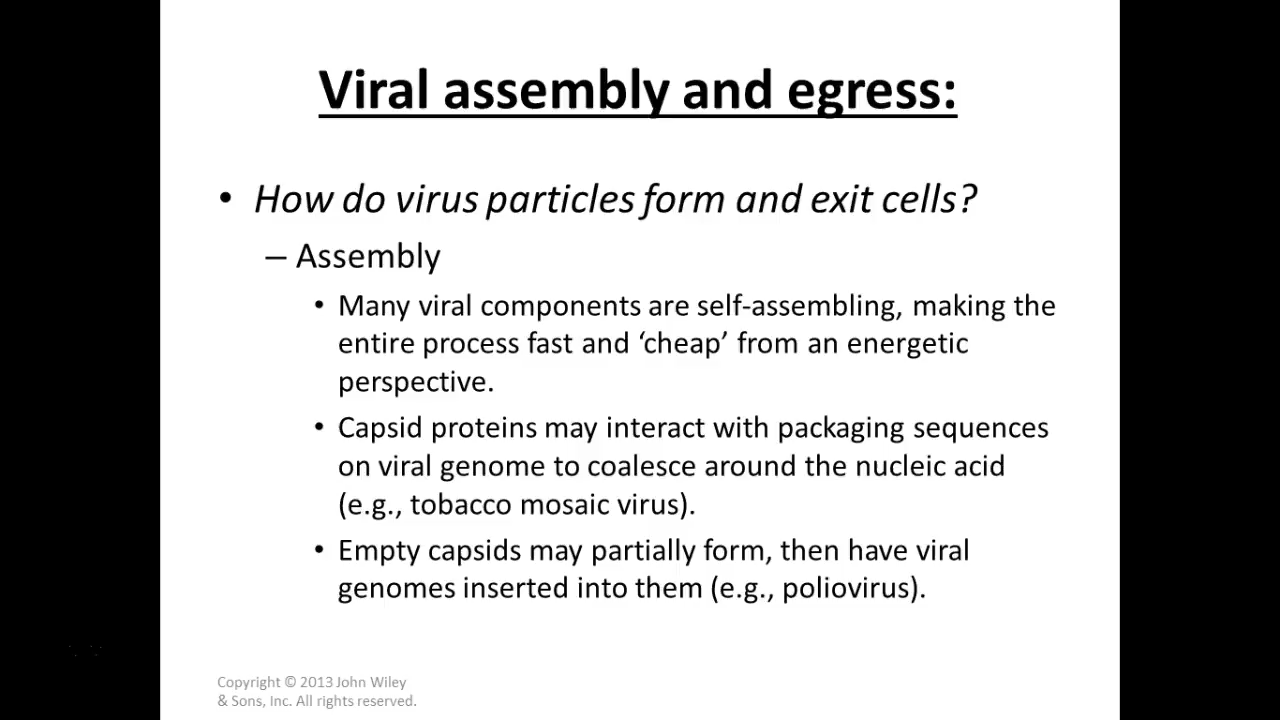 Viral assembly and egress:
• How do virus particles form and exit cells?
– Assembly
• Many viral components are self-assembling, making the
entire process fast and ‘cheap’ from an energetic
perspective.
• Capsid proteins may interact with packaging sequences
on viral genome to coalesce around the nucleic acid
(e.g., tobacco mosaic virus).
• Empty capsids may partially form, then have viral
genomes inserted into them (e.g., poliovirus).
Copyright © 2013 John Wiley
& Sons, Inc. All rights reserved.